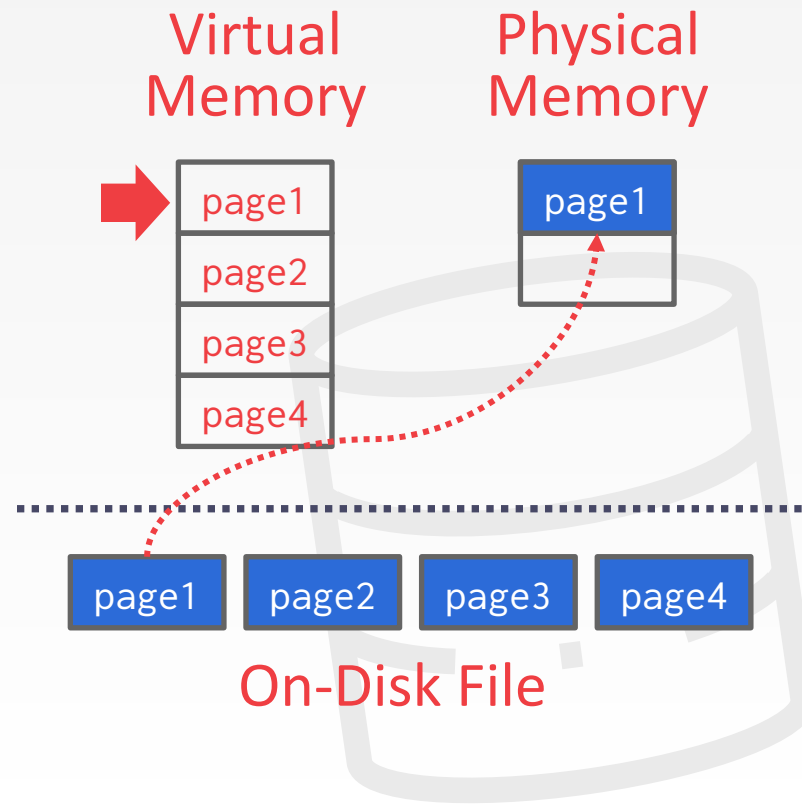 Virtual
Memory
Physical
Memory
page1
page2
page3
page4
page1
page1
page2
page3
page4
On-Disk File